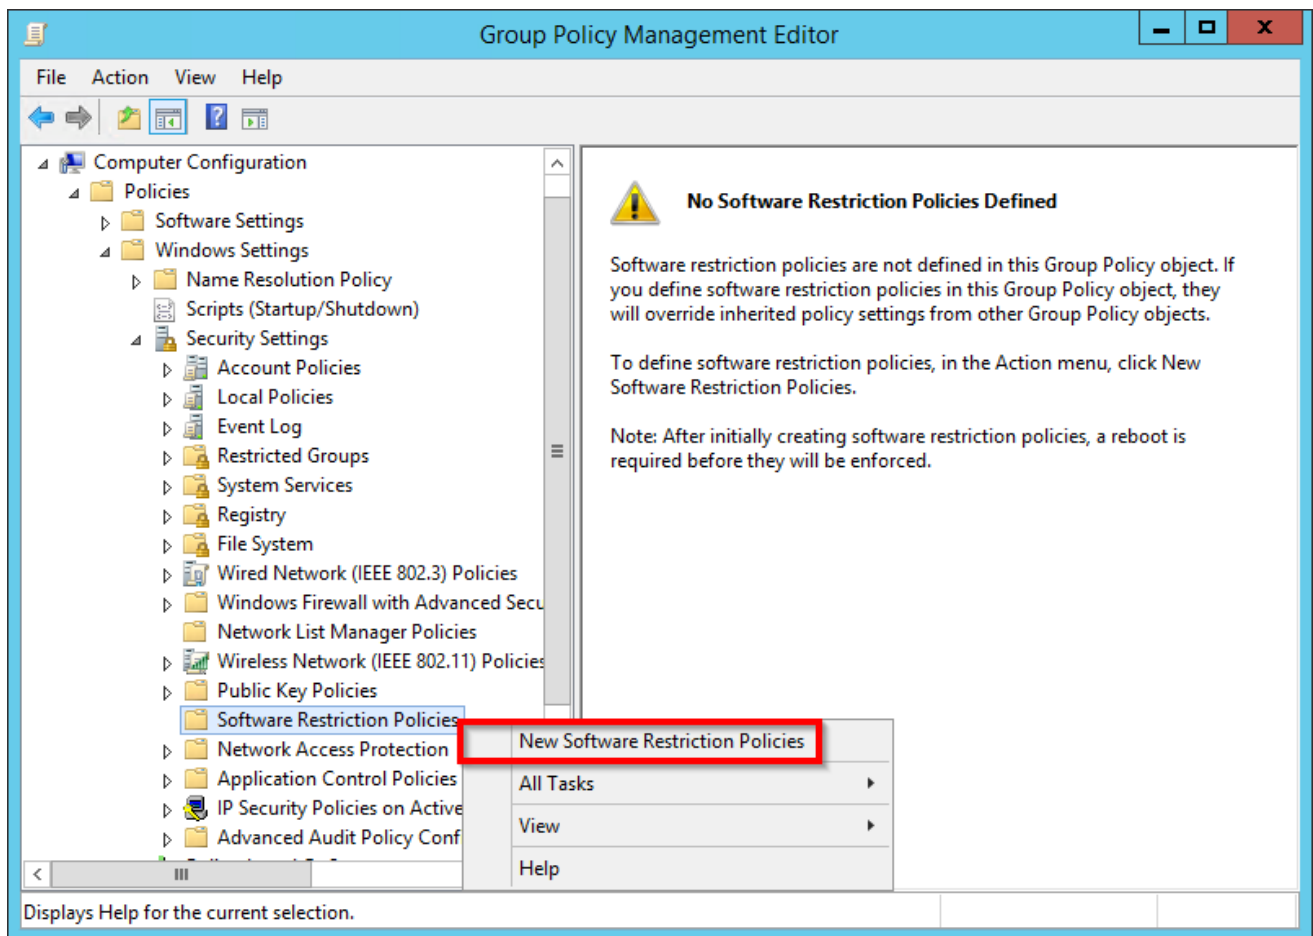 Group Policy Management Editor
File Action View Help
Computer Configuration
Policies
Software Settings
Windows Settings
Name Resolution Policy
Scripts (Startup/Shutdown)
Security Settings
Account Policies
Local Policies
Event Log
Restricted Groups
System Services
Registry
File System
Wired Network (IEEE 802.3) Policies
Windows Firewall with Advanced Secu
Network List Manager Policies
Wireless Network (IEEE 802.11) Policies
Public Key Policies
Software Restriction Policies
Network Access Protection
Application Control Policies
IP Security Policies on Active
Advanced Audit Policy Conf
No Software Restriction Policies Defined
Software restriction policies are not defined in this Group Policy object. If
you define software restriction policies in this Group Policy object, they
will override inherited policy settings from other Group Policy objects.
To define software restriction policies, in the Action menu, click New
Software Restriction Policies.
Note: After initially creating software restriction policies, a reboot is
required before they will be enforced.
New Software Restriction Policies
All Tasks
View
Help
Displays Help for the current selection.